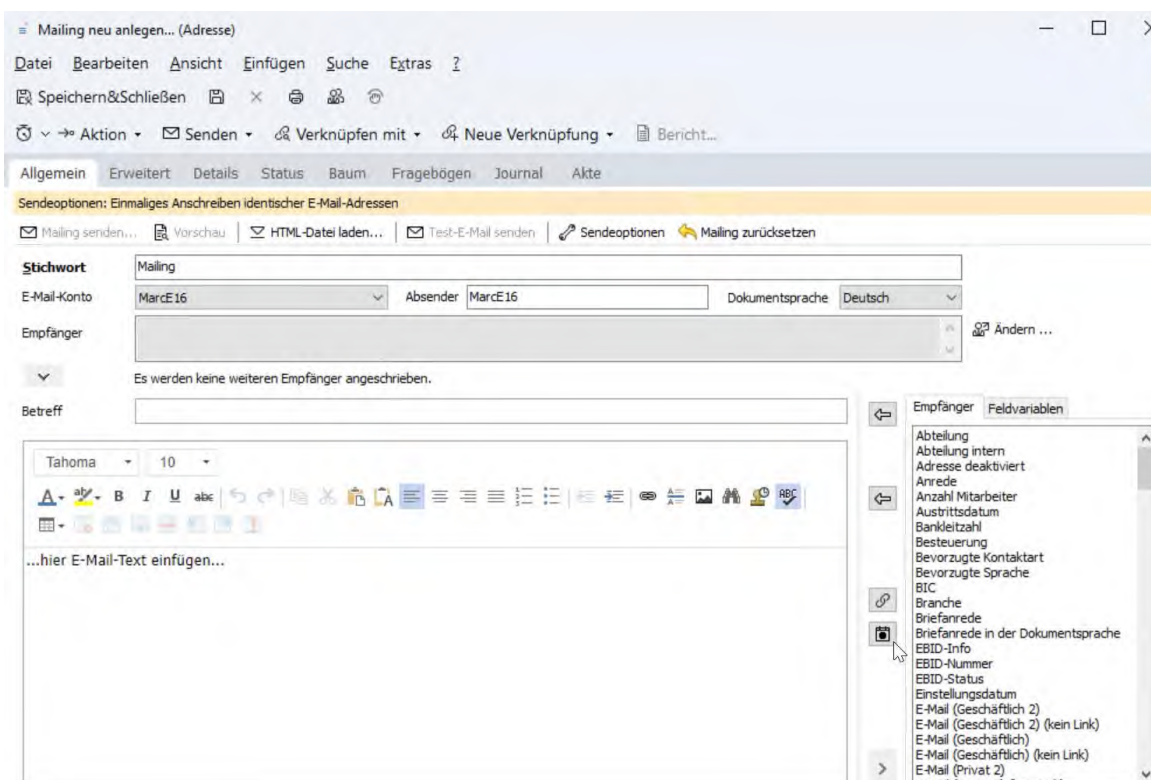 Mailing neu anlegen... (Adresse)
Datei Bearbeiten Ansicht Einfügen Suche Extras ?
Speichern&Schließen
Aktion Senden Verknüpfen mit Neue Verknüpfung Bericht...
Allgemein Erweitert Details Status Baum Fragebögen Journal Akte
Sendeoptionen: Einmaliges Anschreiben identischer E-Mail-Adressen
Mailing senden... Vorschau HTML-Datei laden... Test-E-Mail senden Sendeoptionen Mailing zurücksetzen
Stichwort Mailing
E-Mail-Konto MarcE16 Absender MarcE16 Dokumentsprache Deutsch
Empfänger Ändern ...
Es werden keine weiteren Empfänger angeschrieben.
Betreff
Empfänger Feldvariablen
Tahoma 10
A aby B I U abc ABC
...hier E-Mail-Text einfügen...
Abteilung
Abteilung intern
Adresse deaktiviert
Anrede
Anzahl Mitarbeiter
Austrittsdatum
Bankleitzahl
Besteuerung
Bevorzugte Kontaktart
Bevorzugte Sprache
BIC
Branche
Briefanrede
Briefanrede in der Dokumentsprache
EBID-Info
EBID-Nummer
EBID-Status
Einstellungsdatum
E-Mail (Geschäftlich 2)
E-Mail (Geschäftlich 2) (kein Link)
E-Mail (Geschäftlich)
E-Mail (Geschäftlich) (kein Link)
E-Mail (Privat 2)